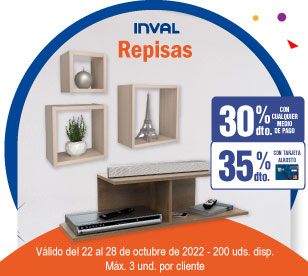 INVAL
Repisas
30% dto.
CON
CUALQUIER
MEDIO
DE PAGO
35% dto.
CON TARJETA
ALKOSTO
Válido del 22 al 28 de octubre de 2022 - 200 uds. disp.
Máx. 3 und. por cliente